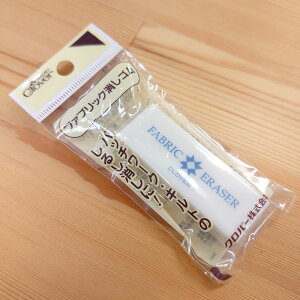 Clover
ファブリック消しゴム
パッチワーク・キルトの
しるし消しに!
FABRIC ERASER
CLOVER
クロバー株式会社